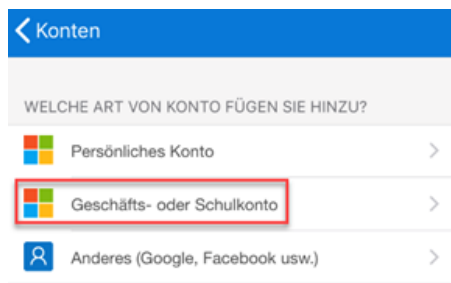 Konten
WELCHE ART VON KONTO FÜGEN SIE HINZU?
Persönliches Konto
Geschäfts- oder Schulkonto
Anderes (Google, Facebook usw.)